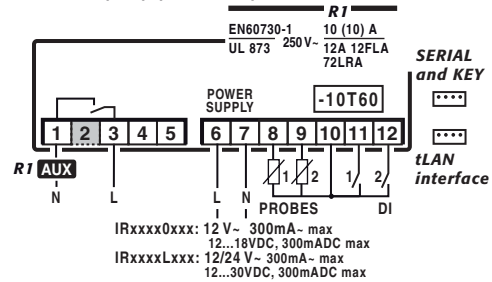 R1
EN60730-1 10 (10) A
UL 873 250 V~ 12A 12FLA
72LRA
SERIAL
and KEY
POWER
SUPPLY
-10T60
1 2 3 4 5 6 7 8 9 10 11 12
R1 AUX
1 2 1 2
tLAN
interface
N L L N PROBES DI
IRxxxx0xxx: 12 V~ 300mA~ max
12...18VDC, 300mADC max
IRxxxxLxxx: 12/24 V~ 300mA~ max
12...30VDC, 300mADC max